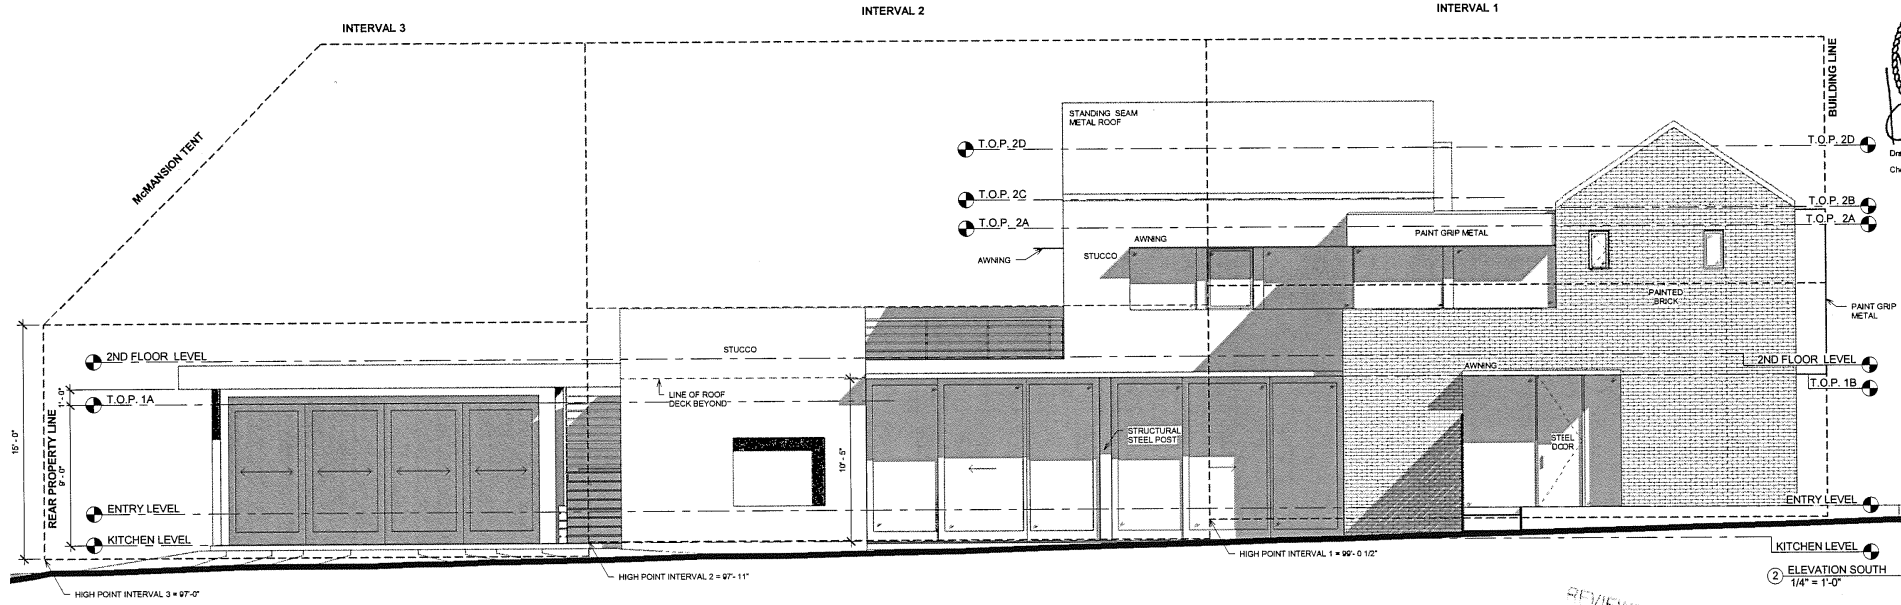 INTERVAL 3
INTERVAL 2
INTERVAL 1
McMANSION TENT
BUILDING LINE
STANDING SEAM
METAL ROOF
T.O.P. 2D
T.O.P. 2D
T.O.P. 2C
T.O.P. 2B
T.O.P. 2A
T.O.P. 2A
AWNING
AWNING
STUCCO
PAINT GRIP METAL
PAINTED
BRICK
PAINT GRIP
METAL
2ND FLOOR LEVEL
STUCCO
2ND FLOOR LEVEL
AWNING
T.O.P. 1A
T.O.P. 1B
LINE OF ROOF
DECK BEYOND
STRUCTURAL
STEEL POST
STEEL
DOOR
15'- 0"
REAR PROPERTY LINE
1'- 0"
9'- 0"
10'- 5"
ENTRY LEVEL
ENTRY LEVEL
KITCHEN LEVEL
KITCHEN LEVEL
HIGH POINT INTERVAL 1 = 99'- 0 1/2"
HIGH POINT INTERVAL 2 = 97'- 11"
HIGH POINT INTERVAL 3 = 97'-0"
2 ELEVATION SOUTH
1/4" = 1'-0"